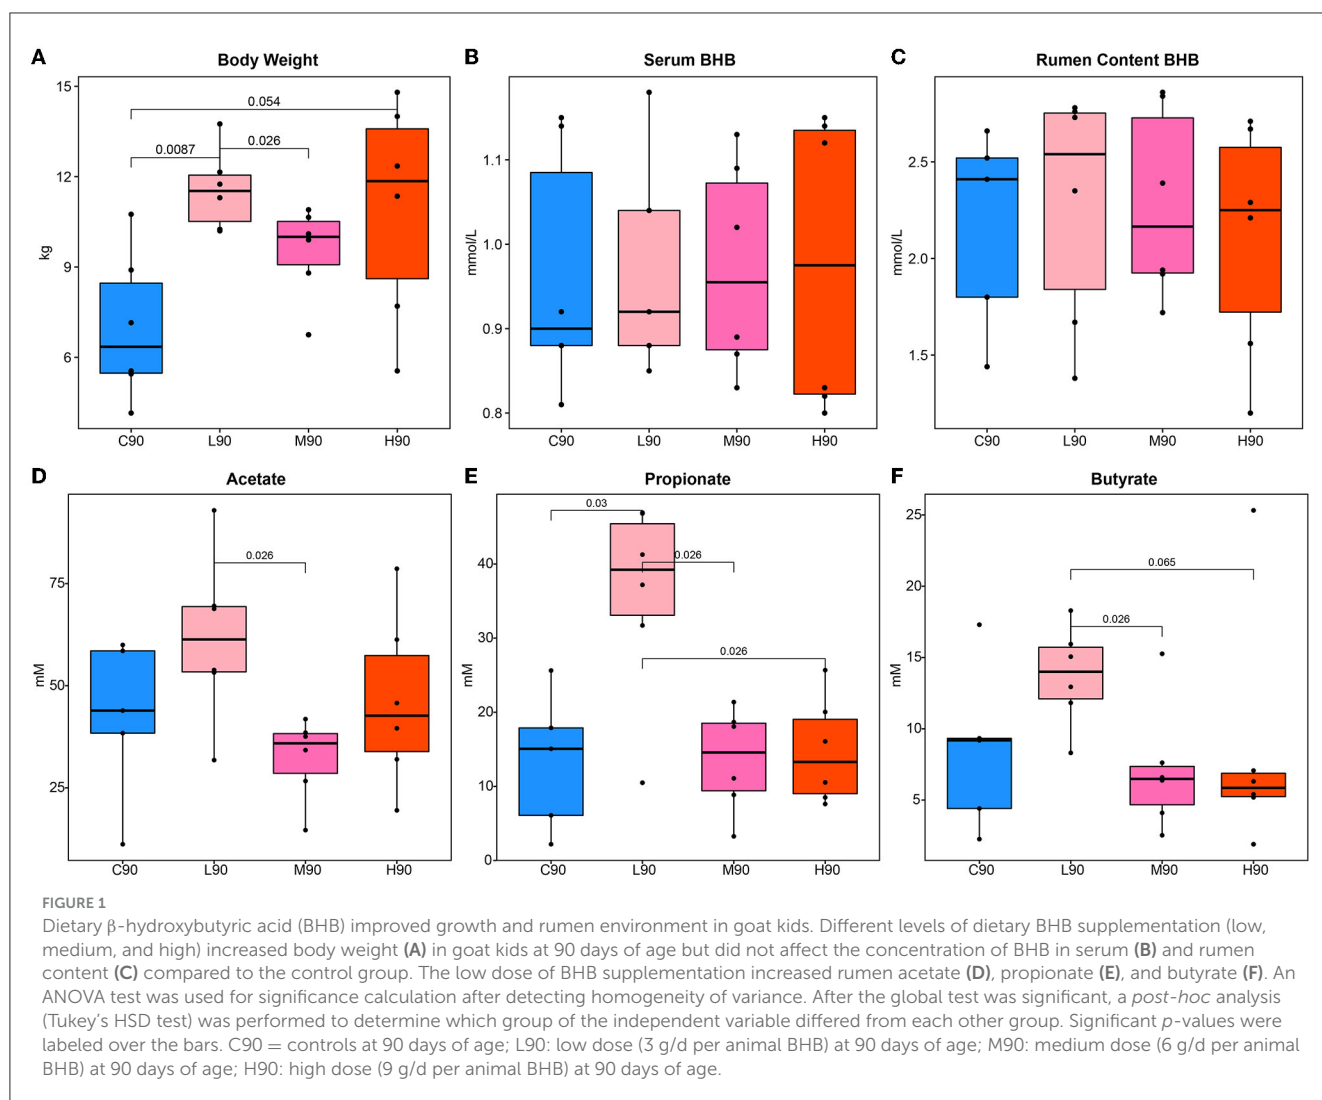 A
Body Weight
15
12
9
6
kg
0.054
0.0087
0.026
C90
L90
M90
H90
B
Serum BHB
1.1
1.0
0.9
0.8
mmol/L
C90
L90
M90
H90
C
Rumen Content BHB
2.5
2.0
1.5
mmol/L
C90
L90
M90
H90
D
Acetate
75
50
25
mM
0.026
C90
L90
M90
H90
E
Propionate
40
30
20
10
0
mM
0.03
0.026
0.026
C90
L90
M90
H90
F
Butyrate
25
20
15
10
5
mM
0.065
0.026
C90
L90
M90
H90
FIGURE 1
Dietary β-hydroxybutyric acid (BHB) improved growth and rumen environment in goat kids. Different levels of dietary BHB supplementation (low,
medium, and high) increased body weight (A) in goat kids at 90 days of age but did not affect the concentration of BHB in serum (B) and rumen
content (C) compared to the control group. The low dose of BHB supplementation increased rumen acetate (D), propionate (E), and butyrate (F). An
ANOVA test was used for significance calculation after detecting homogeneity of variance. After the global test was significant, a post-hoc analysis
(Tukey's HSD test) was performed to determine which group of the independent variable differed from each other group. Significant p-values were
labeled over the bars. C90 = controls at 90 days of age; L90: low dose (3 g/d per animal BHB) at 90 days of age; M90: medium dose (6 g/d per animal
BHB) at 90 days of age; H90: high dose (9 g/d per animal BHB) at 90 days of age.